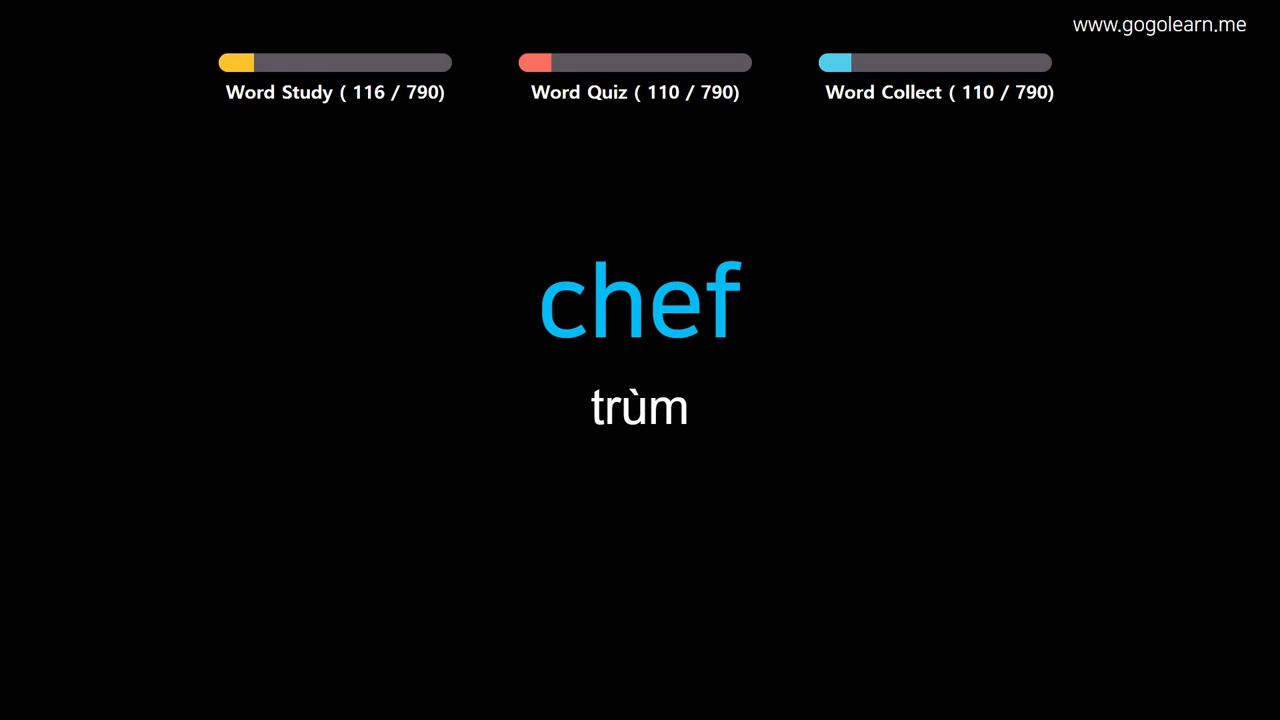 www.gogolearn.me
Word Study ( 116 / 790)
Word Quiz ( 110 / 790)
Word Collect ( 110 / 790)
chef
trùm